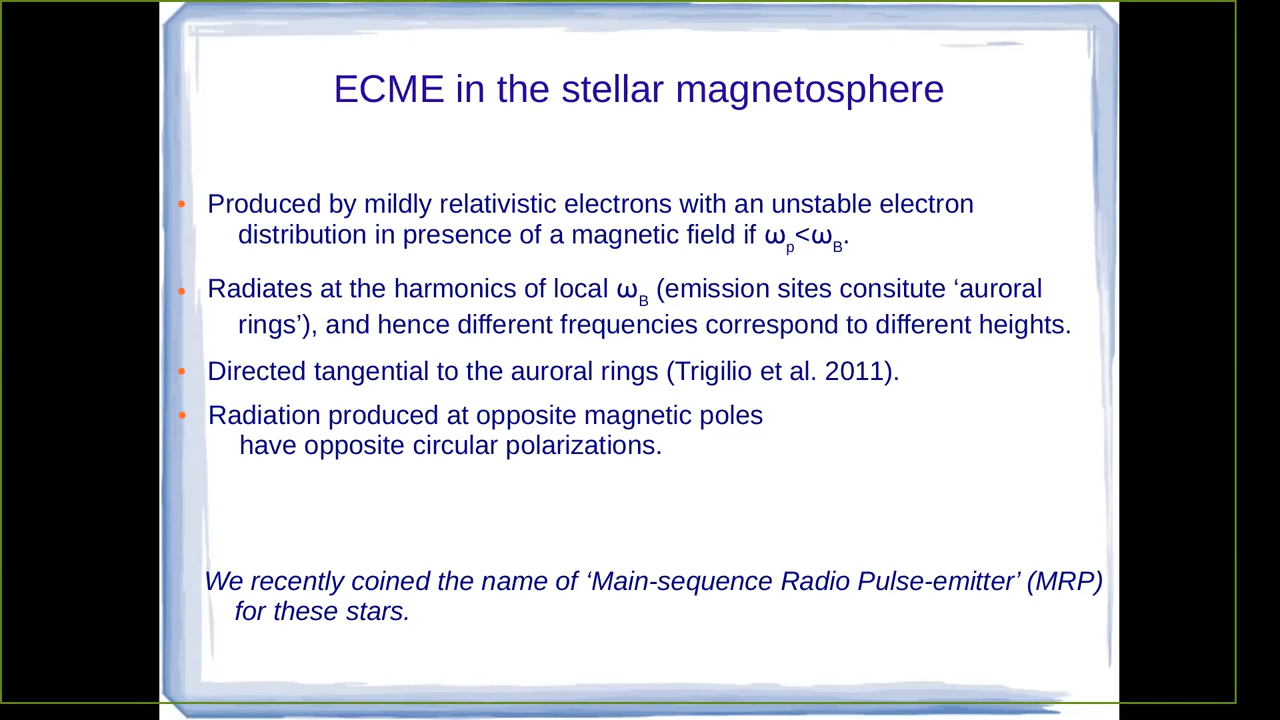 ECME in the stellar magnetosphere
• Produced by mildly relativistic electrons with an unstable electron
distribution in presence of a magnetic field if ωp<ωB.
• Radiates at the harmonics of local ωB (emission sites consitute ‘auroral
rings’), and hence different frequencies correspond to different heights.
• Directed tangential to the auroral rings (Trigilio et al. 2011).
• Radiation produced at opposite magnetic poles
have opposite circular polarizations.
We recently coined the name of ‘Main-sequence Radio Pulse-emitter’ (MRP)
for these stars.